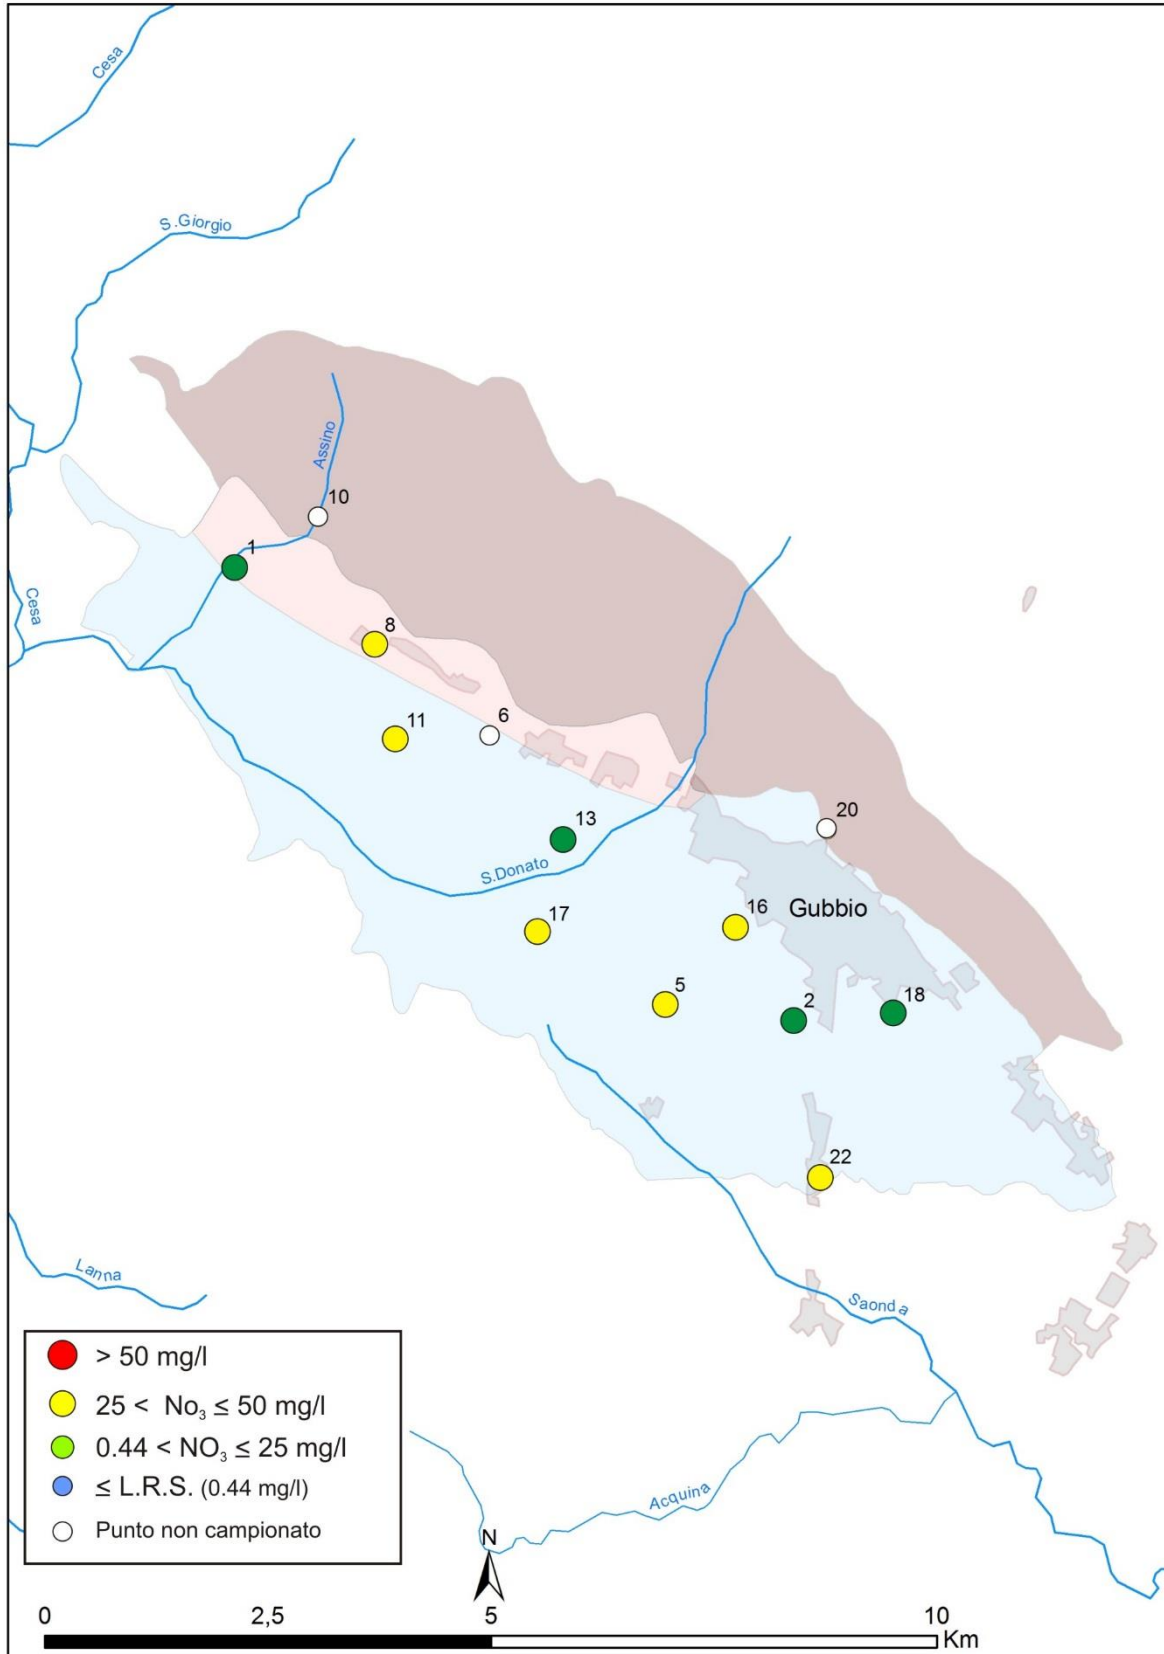 Cesa
S.Giorgio
Assino
10
1
Cesa
8
11
6
13
20
S.Donato
17
16
Gubbio
5
2
18
22
Lanna
Saonda
> 50 mg/l
25 < No₃ ≤ 50 mg/l
0.44 < NO₃ ≤ 25 mg/l
≤ L.R.S. (0.44 mg/l)
Punto non campionato
Acquina
N
0 2,5 5 10
Km